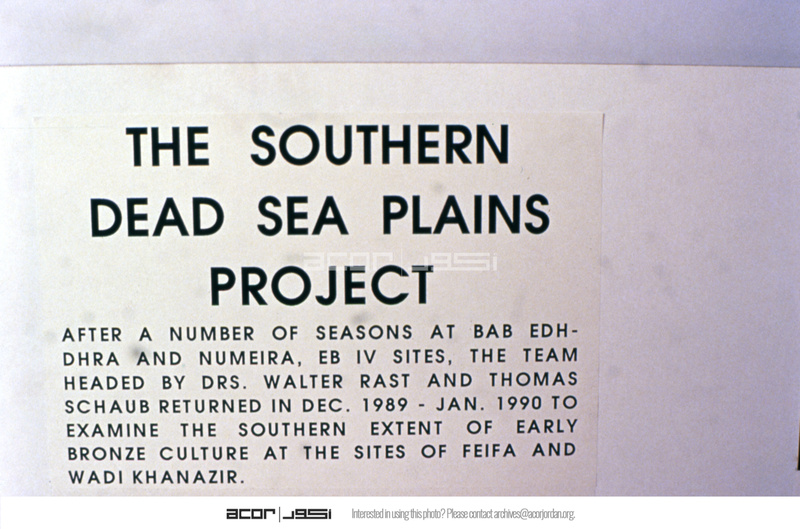 THE SOUTHERN
DEAD SEA PLAINS
acor أكور
PROJECT
AFTER A NUMBER OF SEASONS AT BAB EDH-
DHRA AND NUMEIRA, EB IV SITES, THE TEAM
HEADED BY DRS. WALTER RAST AND THOMAS
SCHAUB RETURNED IN DEC. 1989 - JAN. 1990 TO
EXAMINE THE SOUTHERN EXTENT OF EARLY
BRONZE CULTURE AT THE SITES OF FEIFA AND
WADI KHANAZIR.
acor أكور Interested in using this photo? Please contact archives@acorjordan.org.